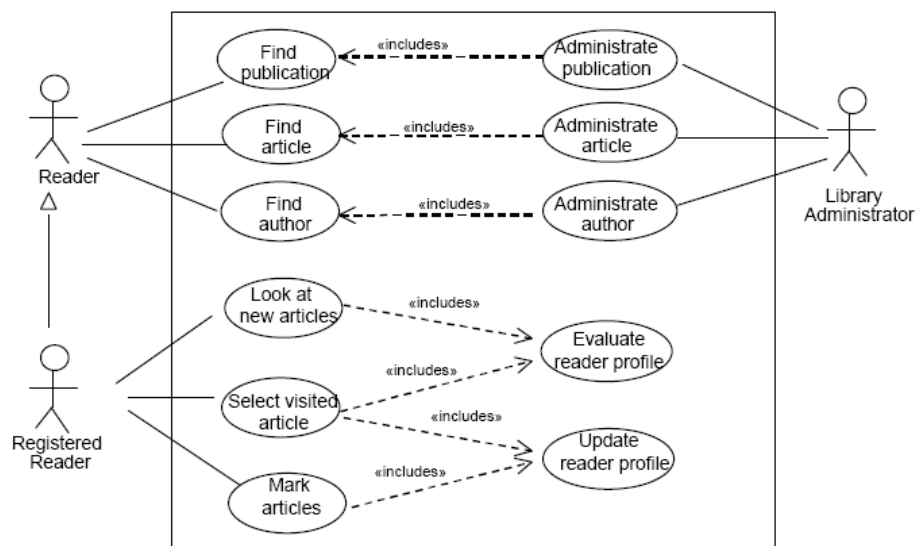 Find
publication
«includes»
Administrate
publication
Find
article
«includes»
Administrate
article
Reader
Find
author
«includes»
Administrate
author
Library
Administrator
Look at
new articles
«includes»
Evaluate
reader profile
«includes»
Select visited
article
«includes»
Registered
Reader
Update
reader profile
«includes»
Mark
articles